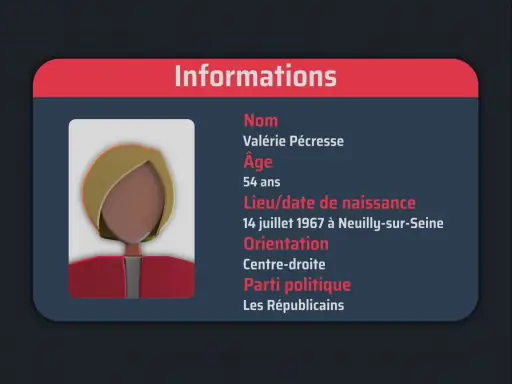 Informations
Nom
Valérie Pécresse
Âge
54 ans
Lieu/date de naissance
14 juillet 1967 à Neuilly-sur-Seine
Orientation
Centre-droite
Parti politique
Les Républicains